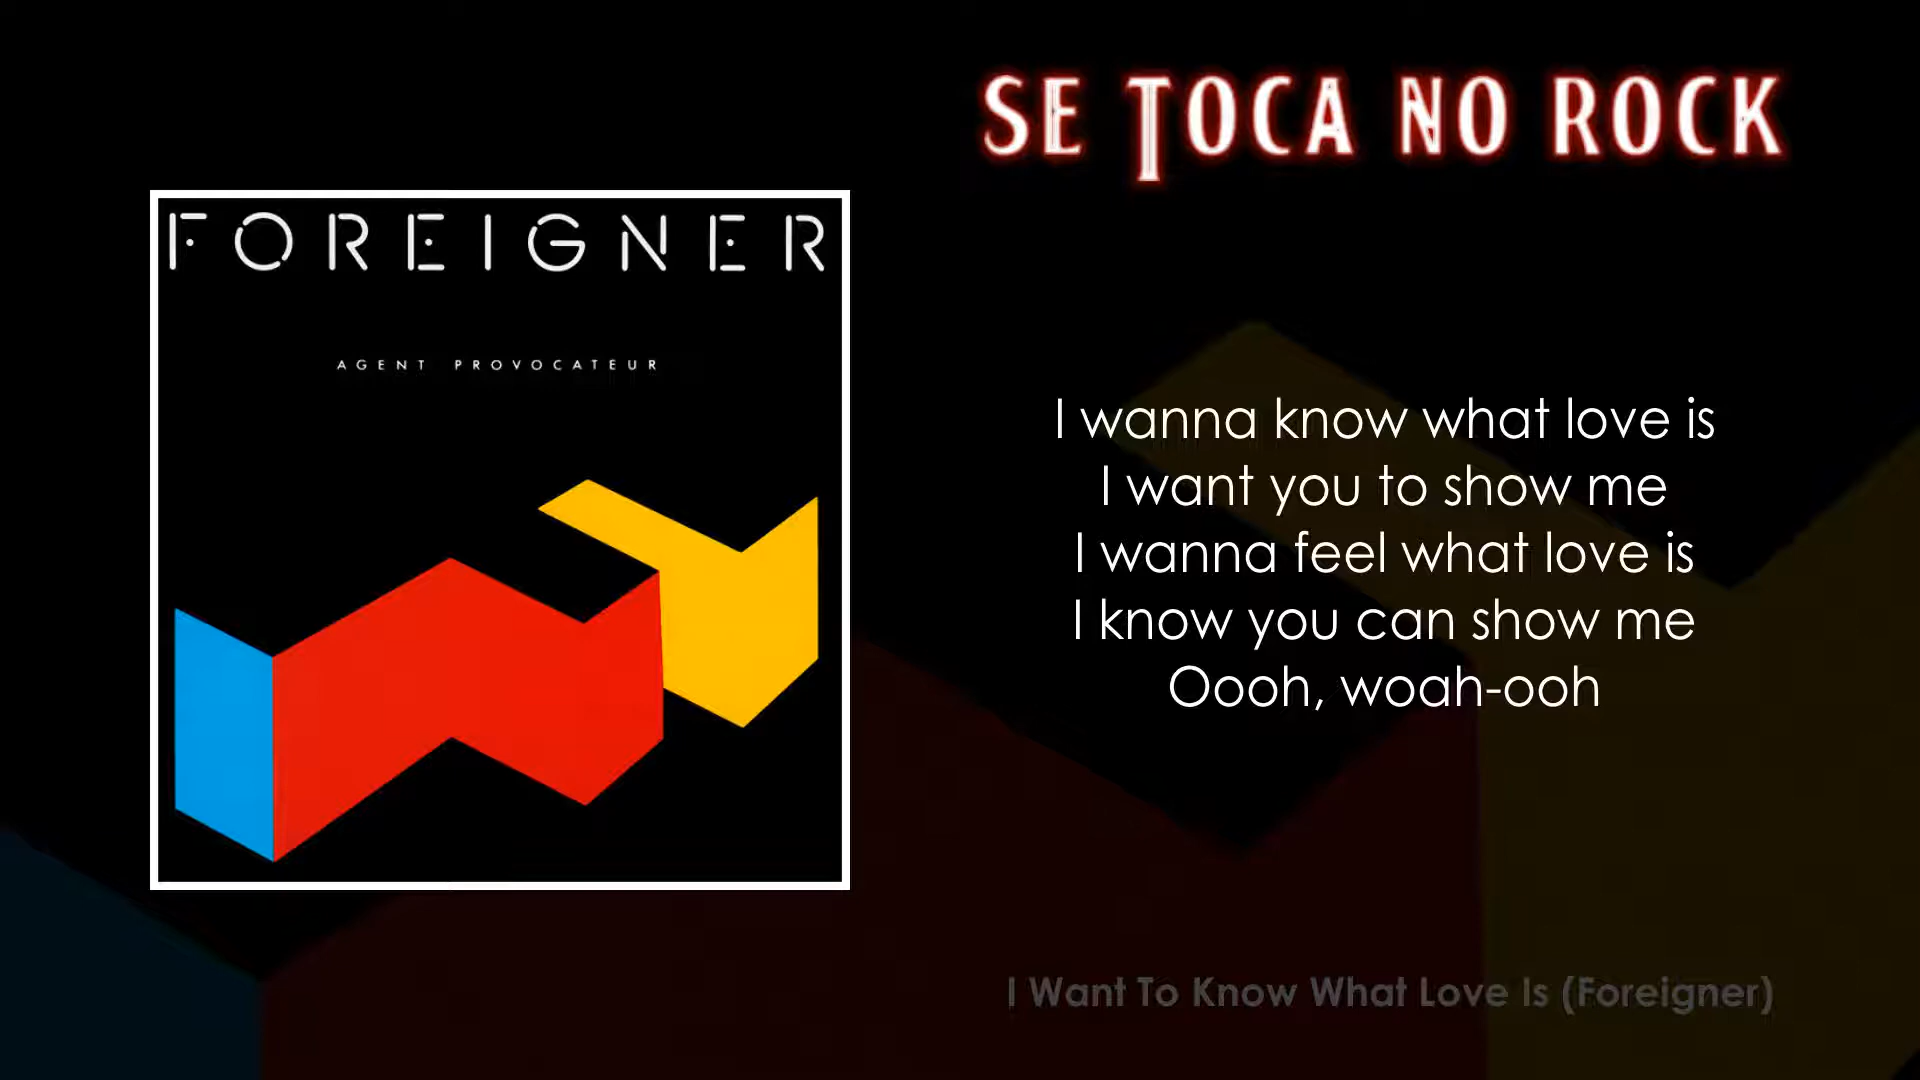 SE TOCA NO ROCK
FOREIGNER
AGENT PROVOCATEUR
I wanna know what love is
I want you to show me
I wanna feel what love is
I know you can show me
Oooh, woah-ooh
I Want To Know What Love Is (Foreigner)